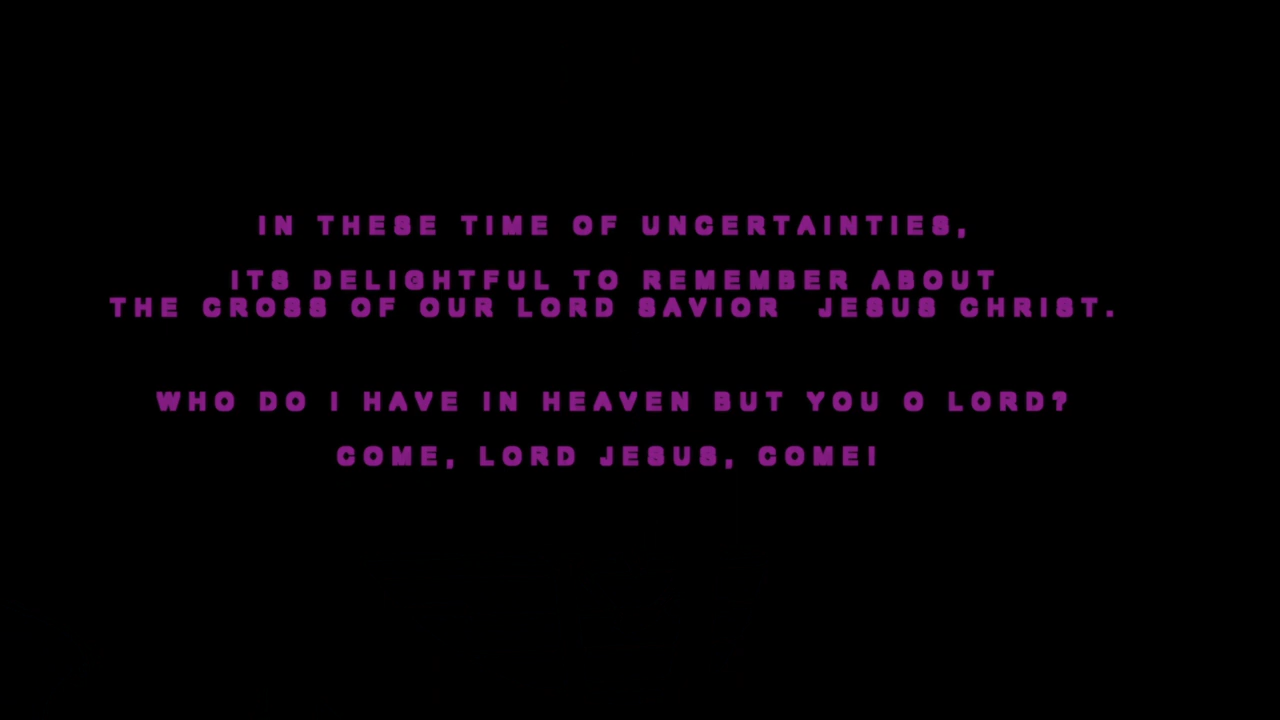 IN THESE TIME OF UNCERTAINTIES,
ITS DELIGHTFUL TO REMEMBER ABOUT
THE CROSS OF OUR LORD SAVIOR JESUS CHRIST.
WHO DO I HAVE IN HEAVEN BUT YOU O LORD?
COME, LORD JESUS, COME!